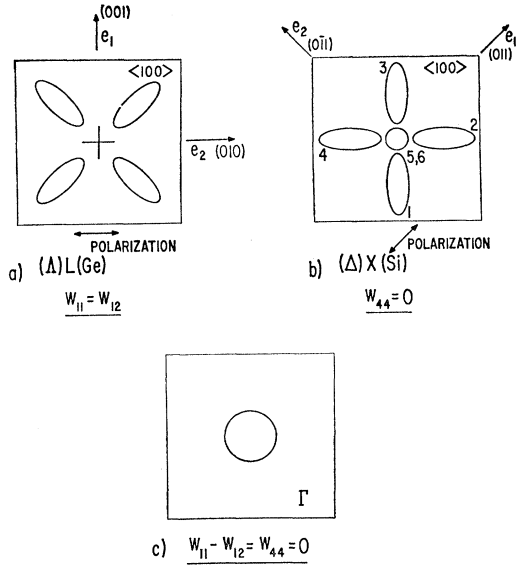 (001)
e₁
<100>
e₂ (010)
POLARIZATION
a) (Λ)L(Ge)
W₁₁ = W₁₂
e₂
(01̄1)
(011)
e₁
3
<100>
2
4
5,6
1
POLARIZATION
b) (Δ)X(Si)
W₄₄ = 0
Γ
c) W₁₁ - W₁₂ = W₄₄ = 0